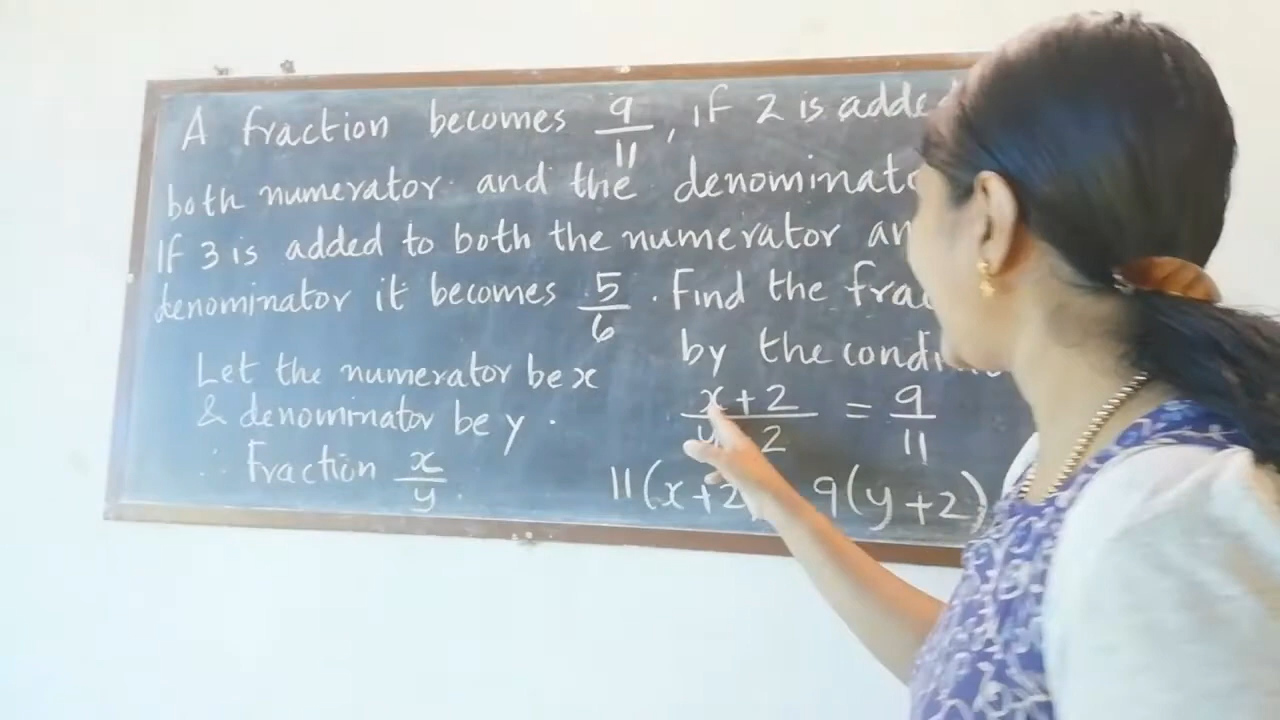 A fraction becomes 9/11, if 2 is adde
both numerator and the denominato
If 3 is added to both the numerator an
denominator it becomes 5/6. Find the frac
Let the numerator be x
& denominator be y.
∴ Fraction x/y.
by the condi
x+2/y 2 = 9/11
11(x+2 9(y+2)